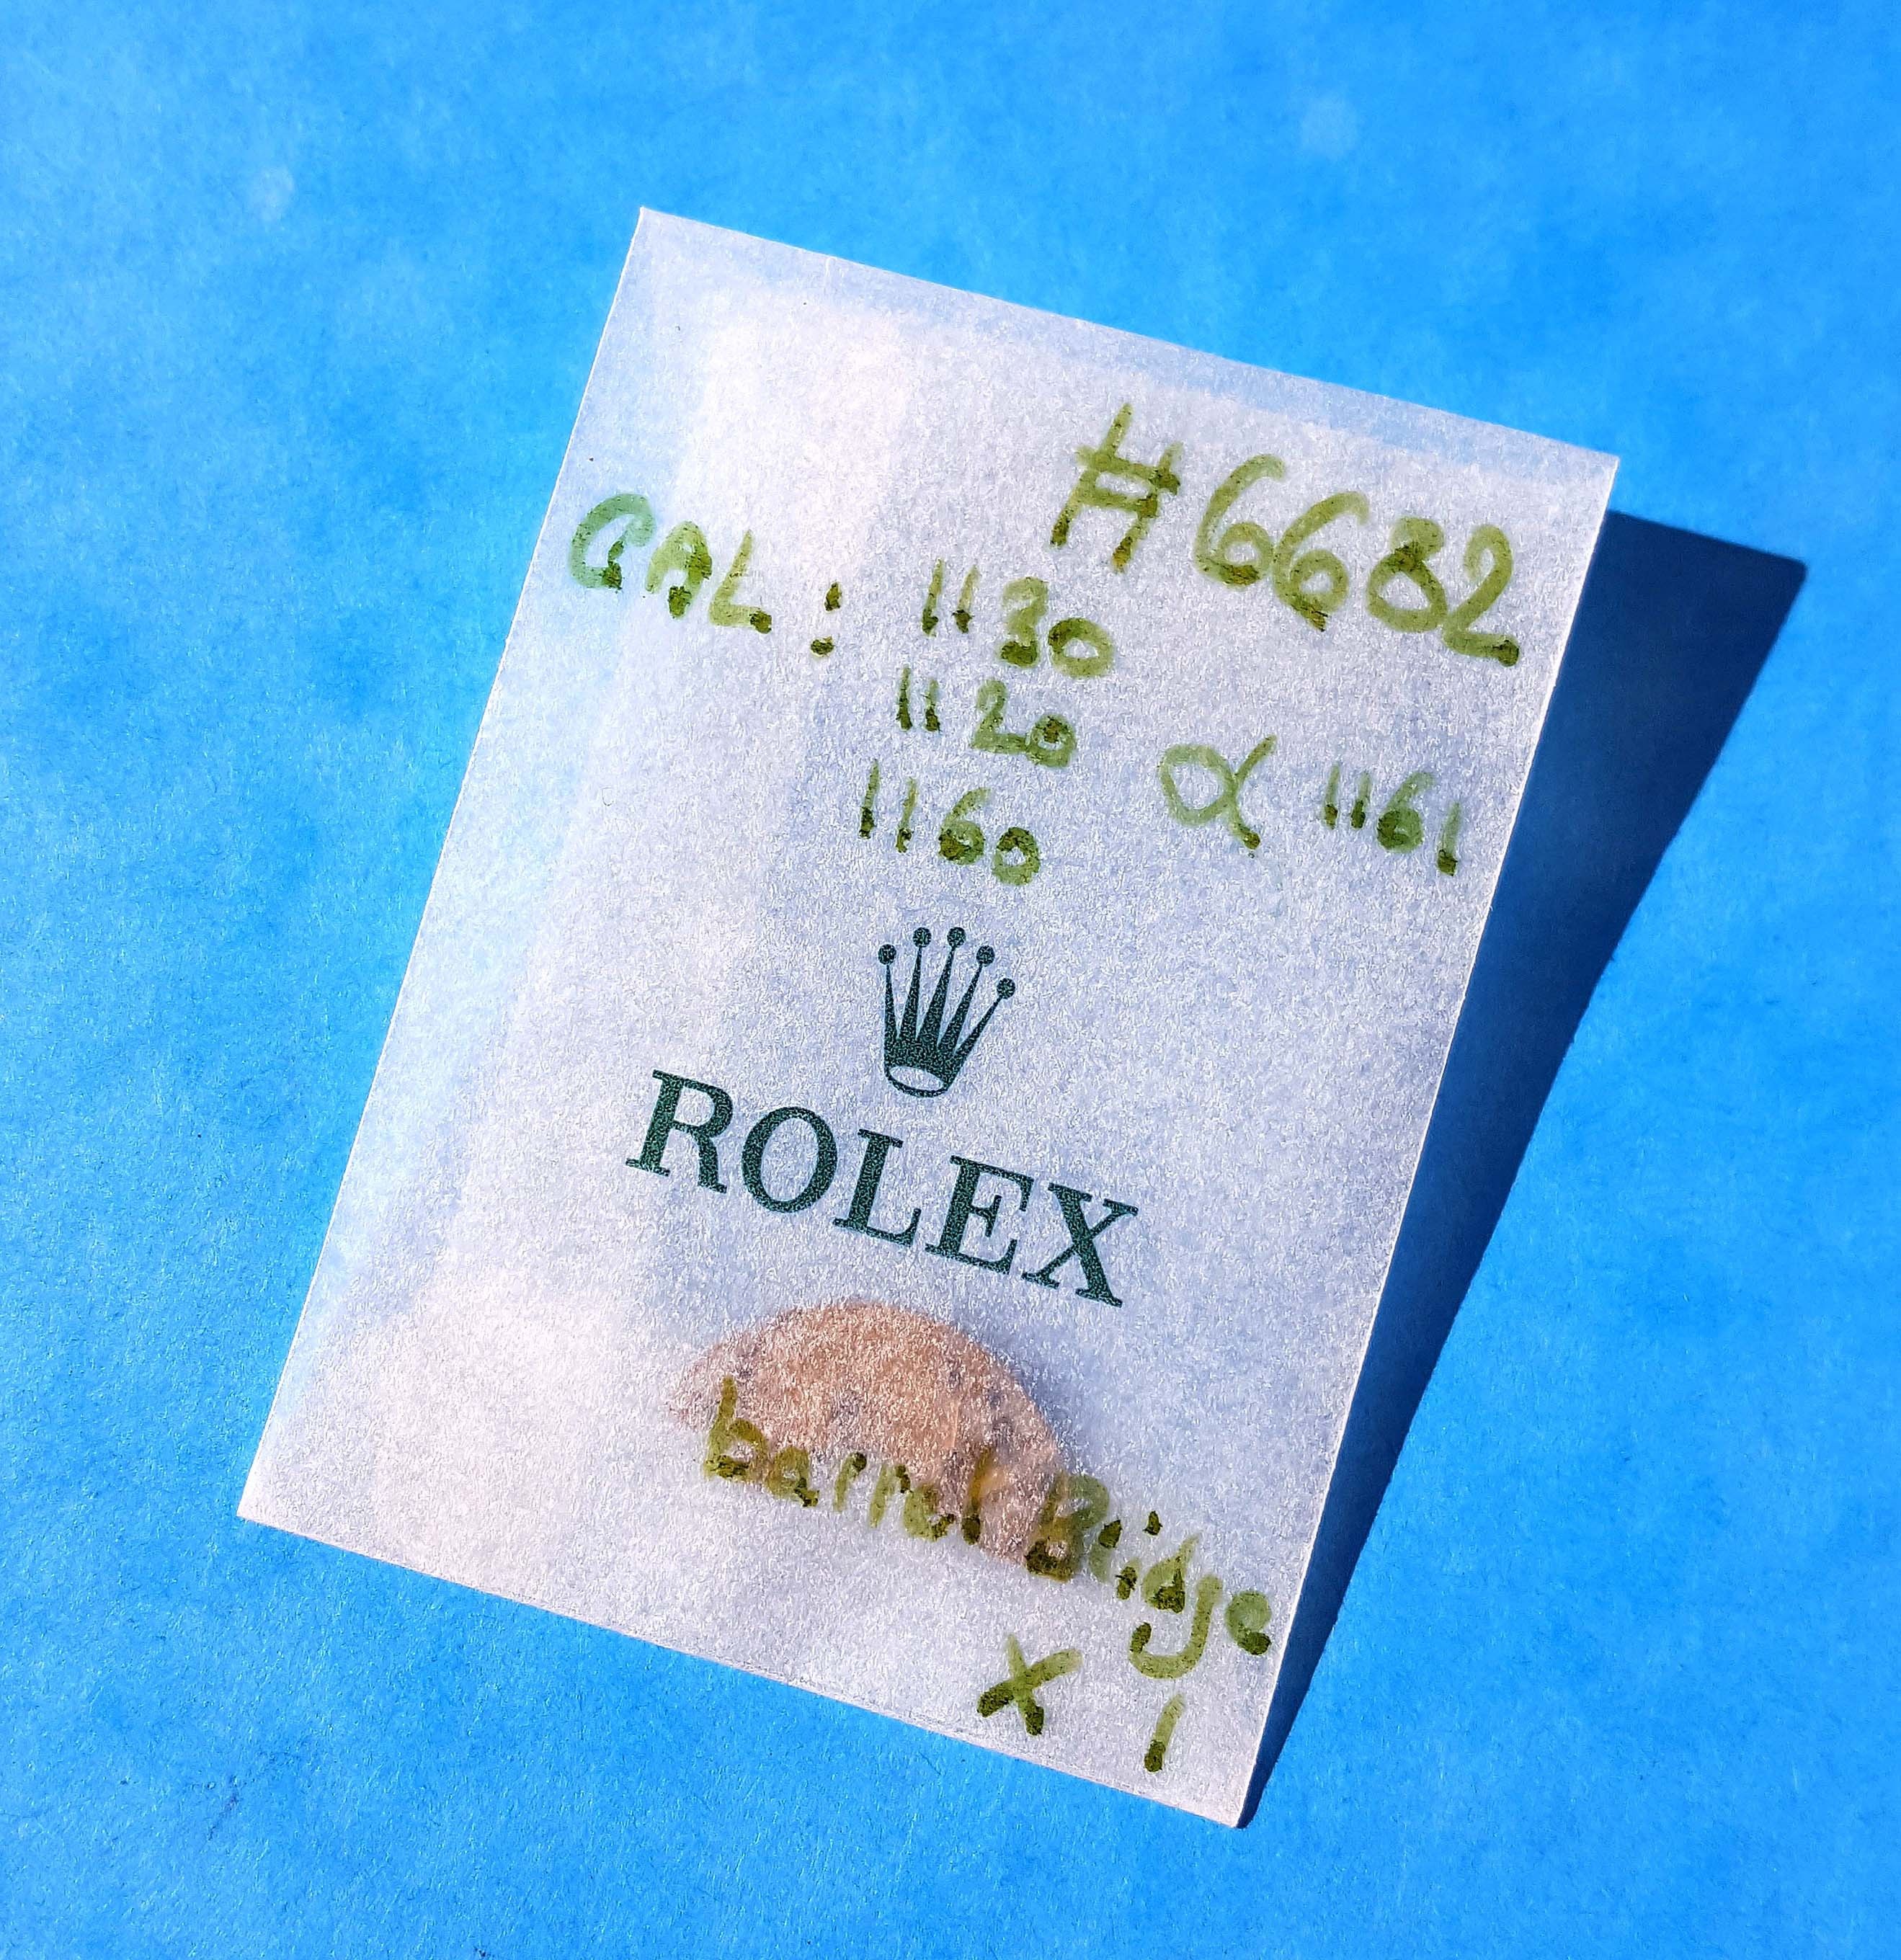 # 6682
CAL : 1130
1120
1160 & 1161
ROLEX
barrel Bridge
X 1